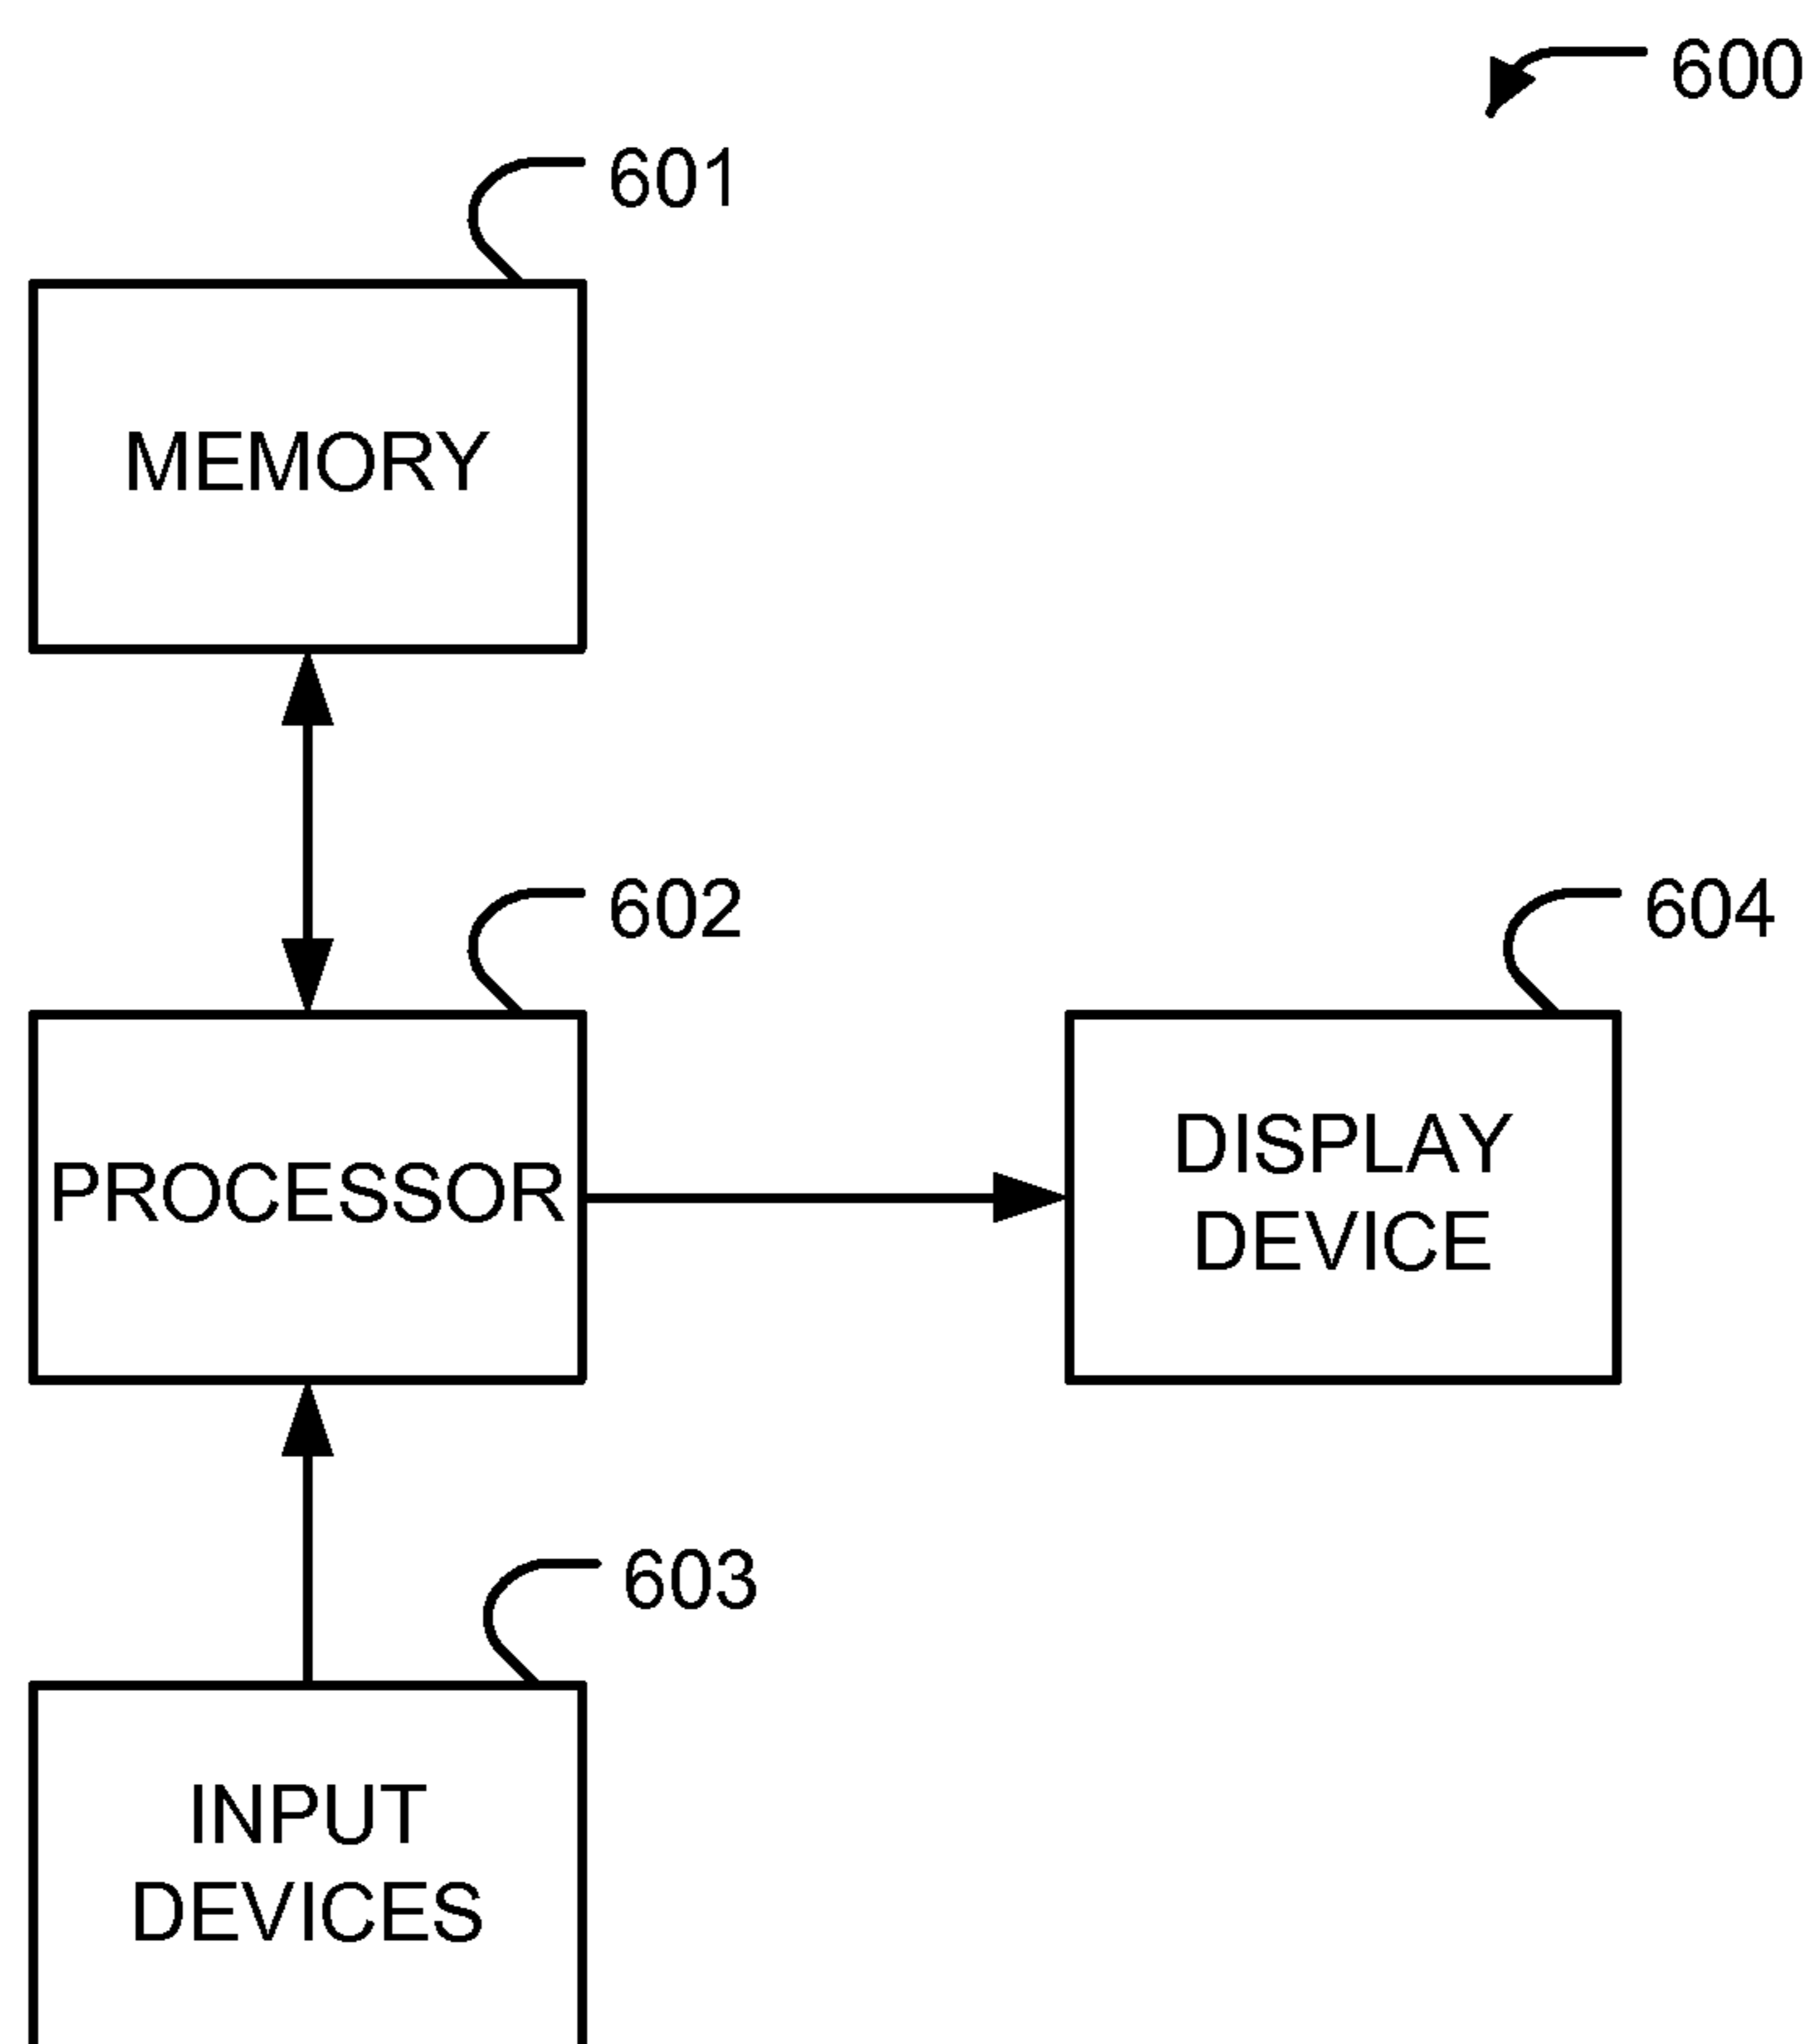 600
601
MEMORY
602
604
PROCESSOR
DISPLAY
DEVICE
603
INPUT
DEVICES